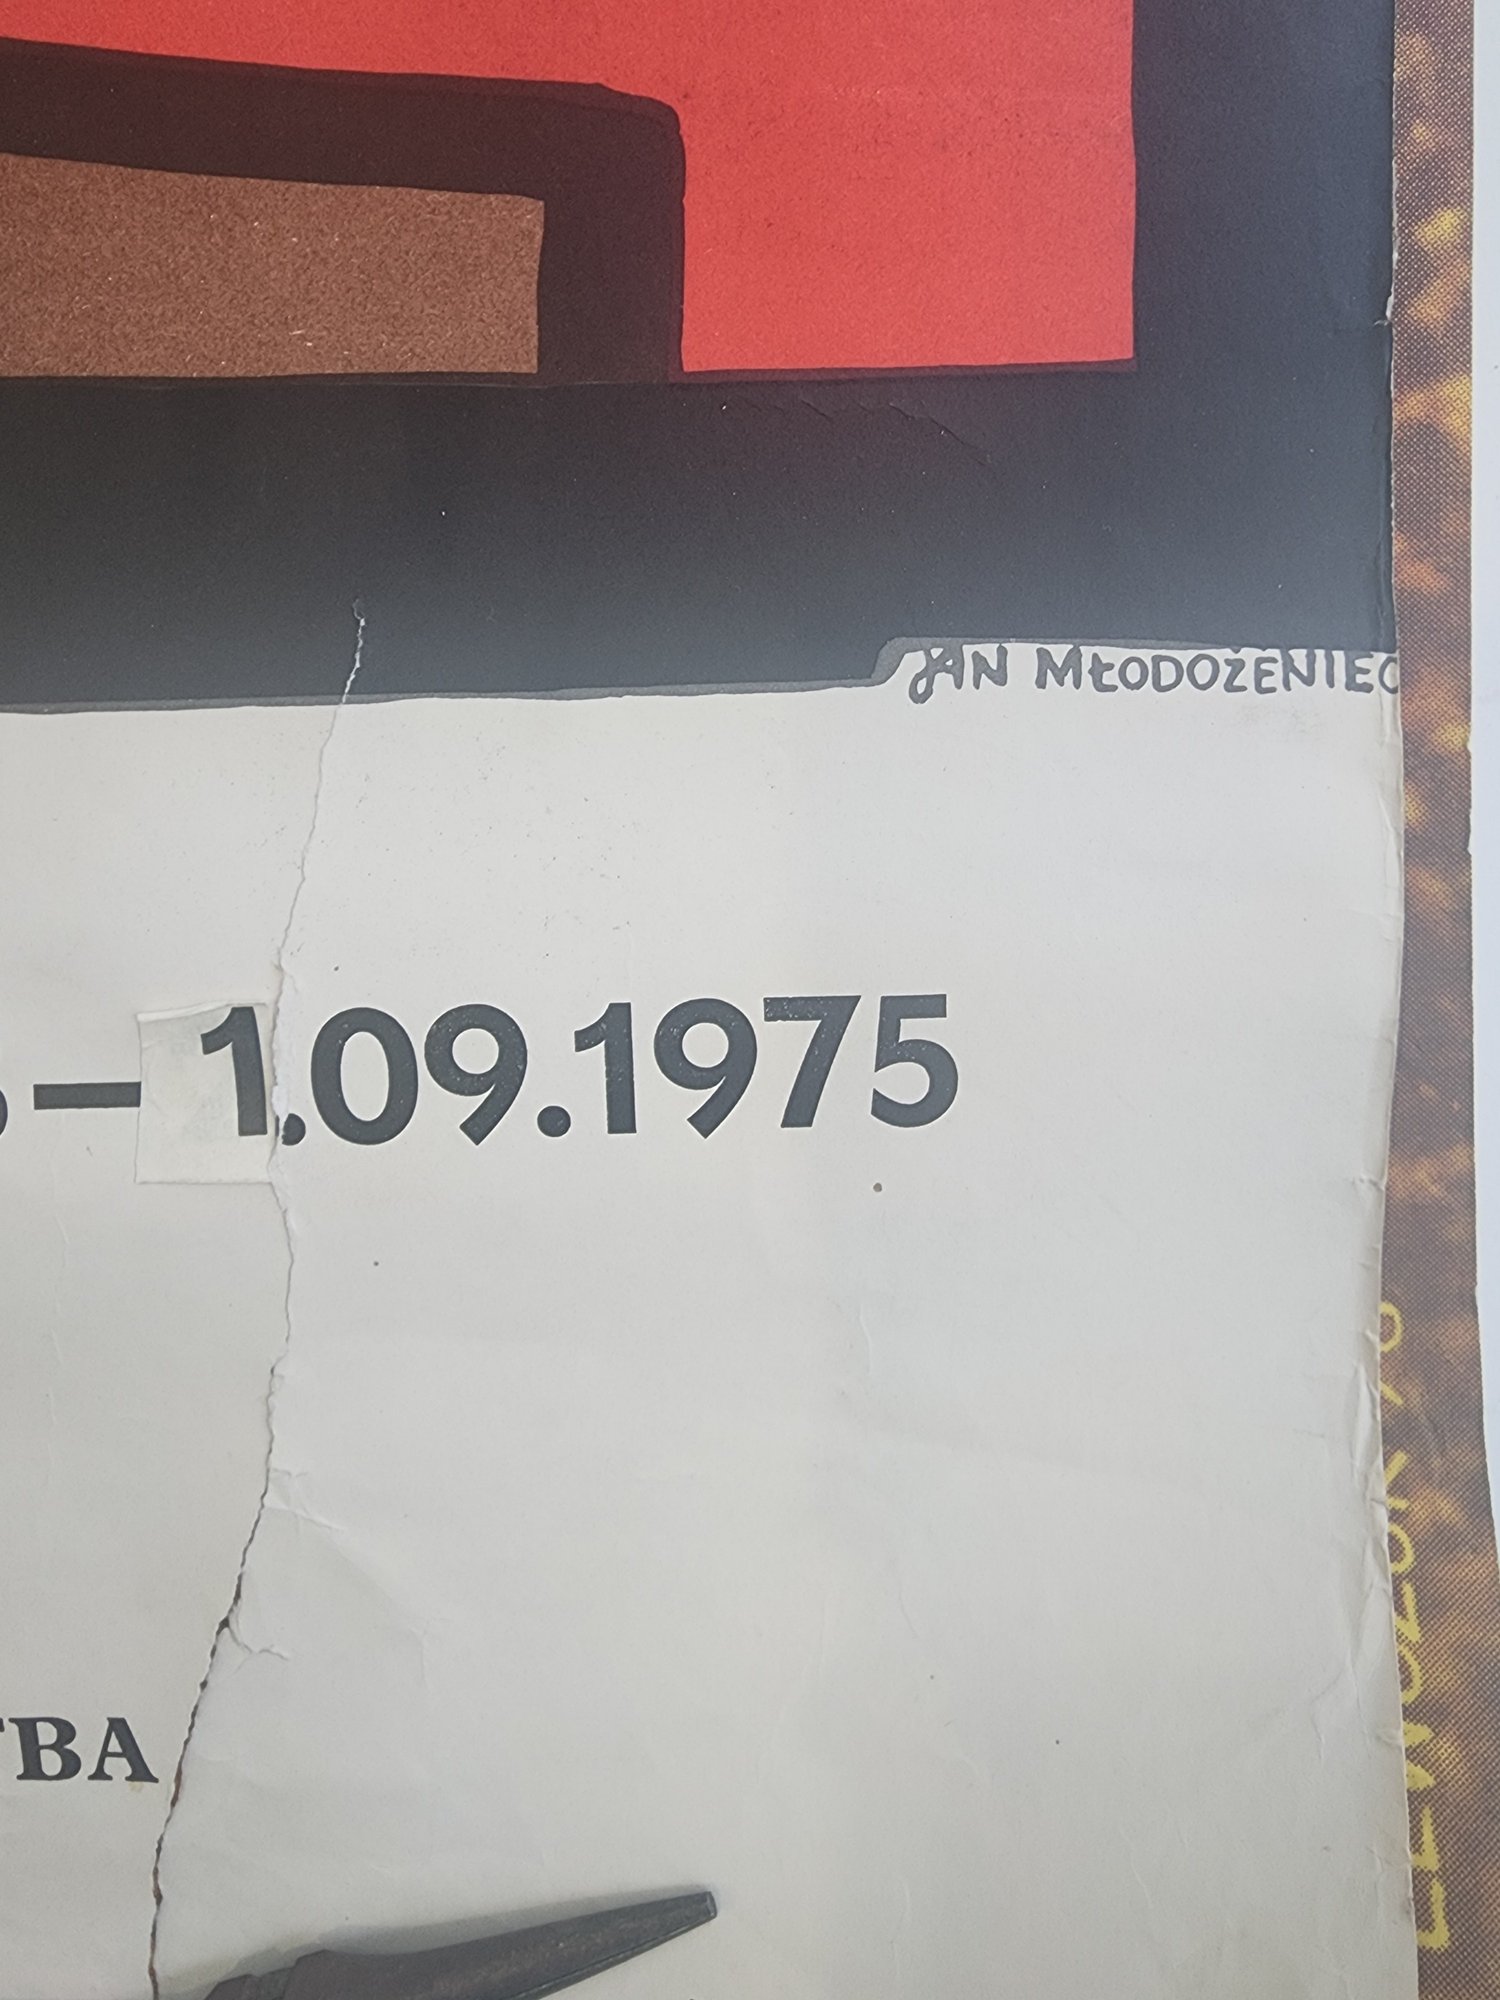 JAN MŁODOŻENIEC
– 1.09.1975
TBA